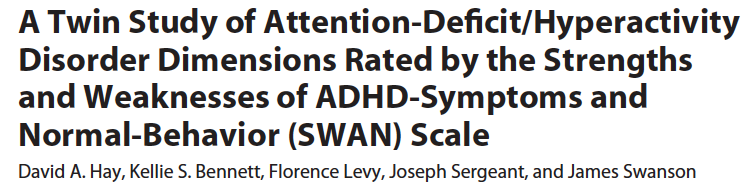 A Twin Study of Attention-Deficit/Hyperactivity
Disorder Dimensions Rated by the Strengths
and Weaknesses of ADHD-Symptoms and
Normal-Behavior (SWAN) Scale
David A. Hay, Kellie S. Bennett, Florence Levy, Joseph Sergeant, and James Swanson